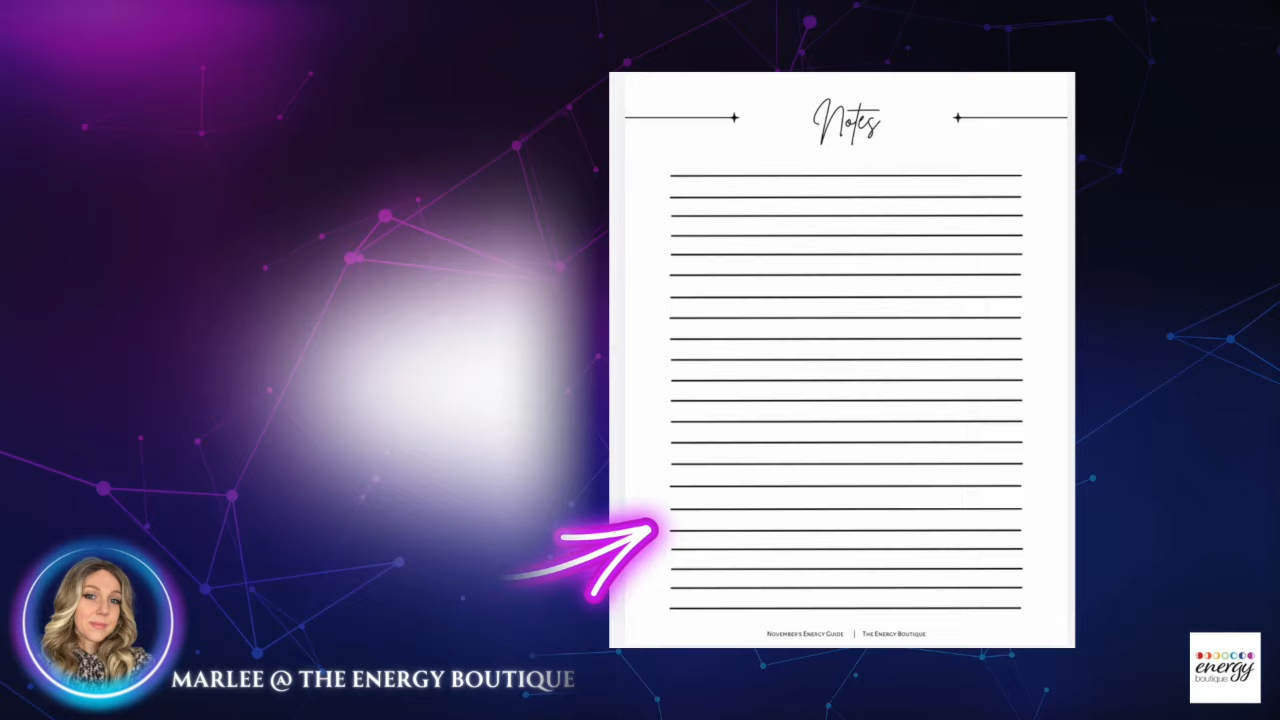 Notes
November's Energy Guide | The Energy Boutique
MARLEE @ THE ENERGY BOUTIQUE
energy
boutique